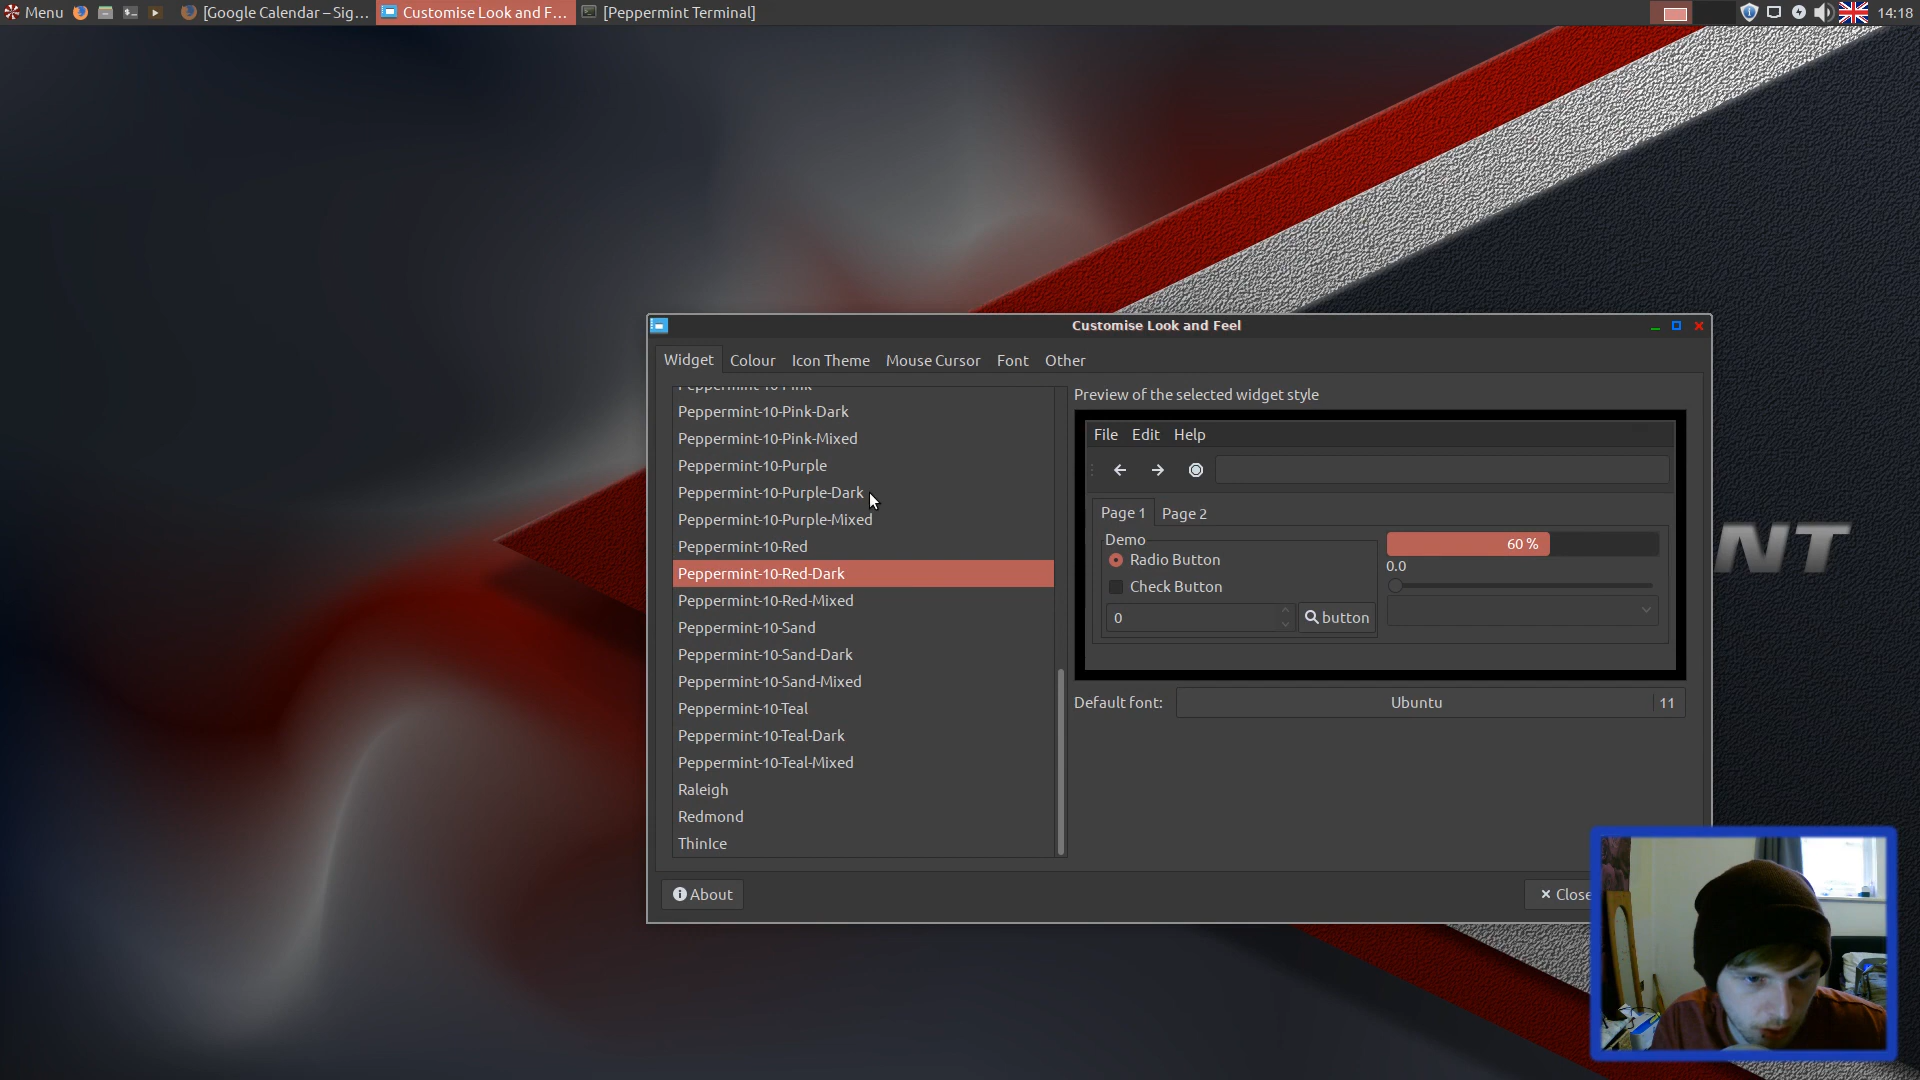 Menu
[Google Calendar – Sig...
Customise Look and F...
[Peppermint Terminal]
14:18
Customise Look and Feel
Widget
Colour
Icon Theme
Mouse Cursor
Font
Other
Peppermint-10-Pink
Peppermint-10-Pink-Dark
Peppermint-10-Pink-Mixed
Peppermint-10-Purple
Peppermint-10-Purple-Dark
Peppermint-10-Purple-Mixed
Peppermint-10-Red
Peppermint-10-Red-Dark
Peppermint-10-Red-Mixed
Peppermint-10-Sand
Peppermint-10-Sand-Dark
Peppermint-10-Sand-Mixed
Peppermint-10-Teal
Peppermint-10-Teal-Dark
Peppermint-10-Teal-Mixed
Raleigh
Redmond
ThinIce
Preview of the selected widget style
File Edit Help
Page 1 Page 2
Demo
Radio Button
Check Button
0
button
60 %
0.0
Default font:
Ubuntu
11
About
Close
NT